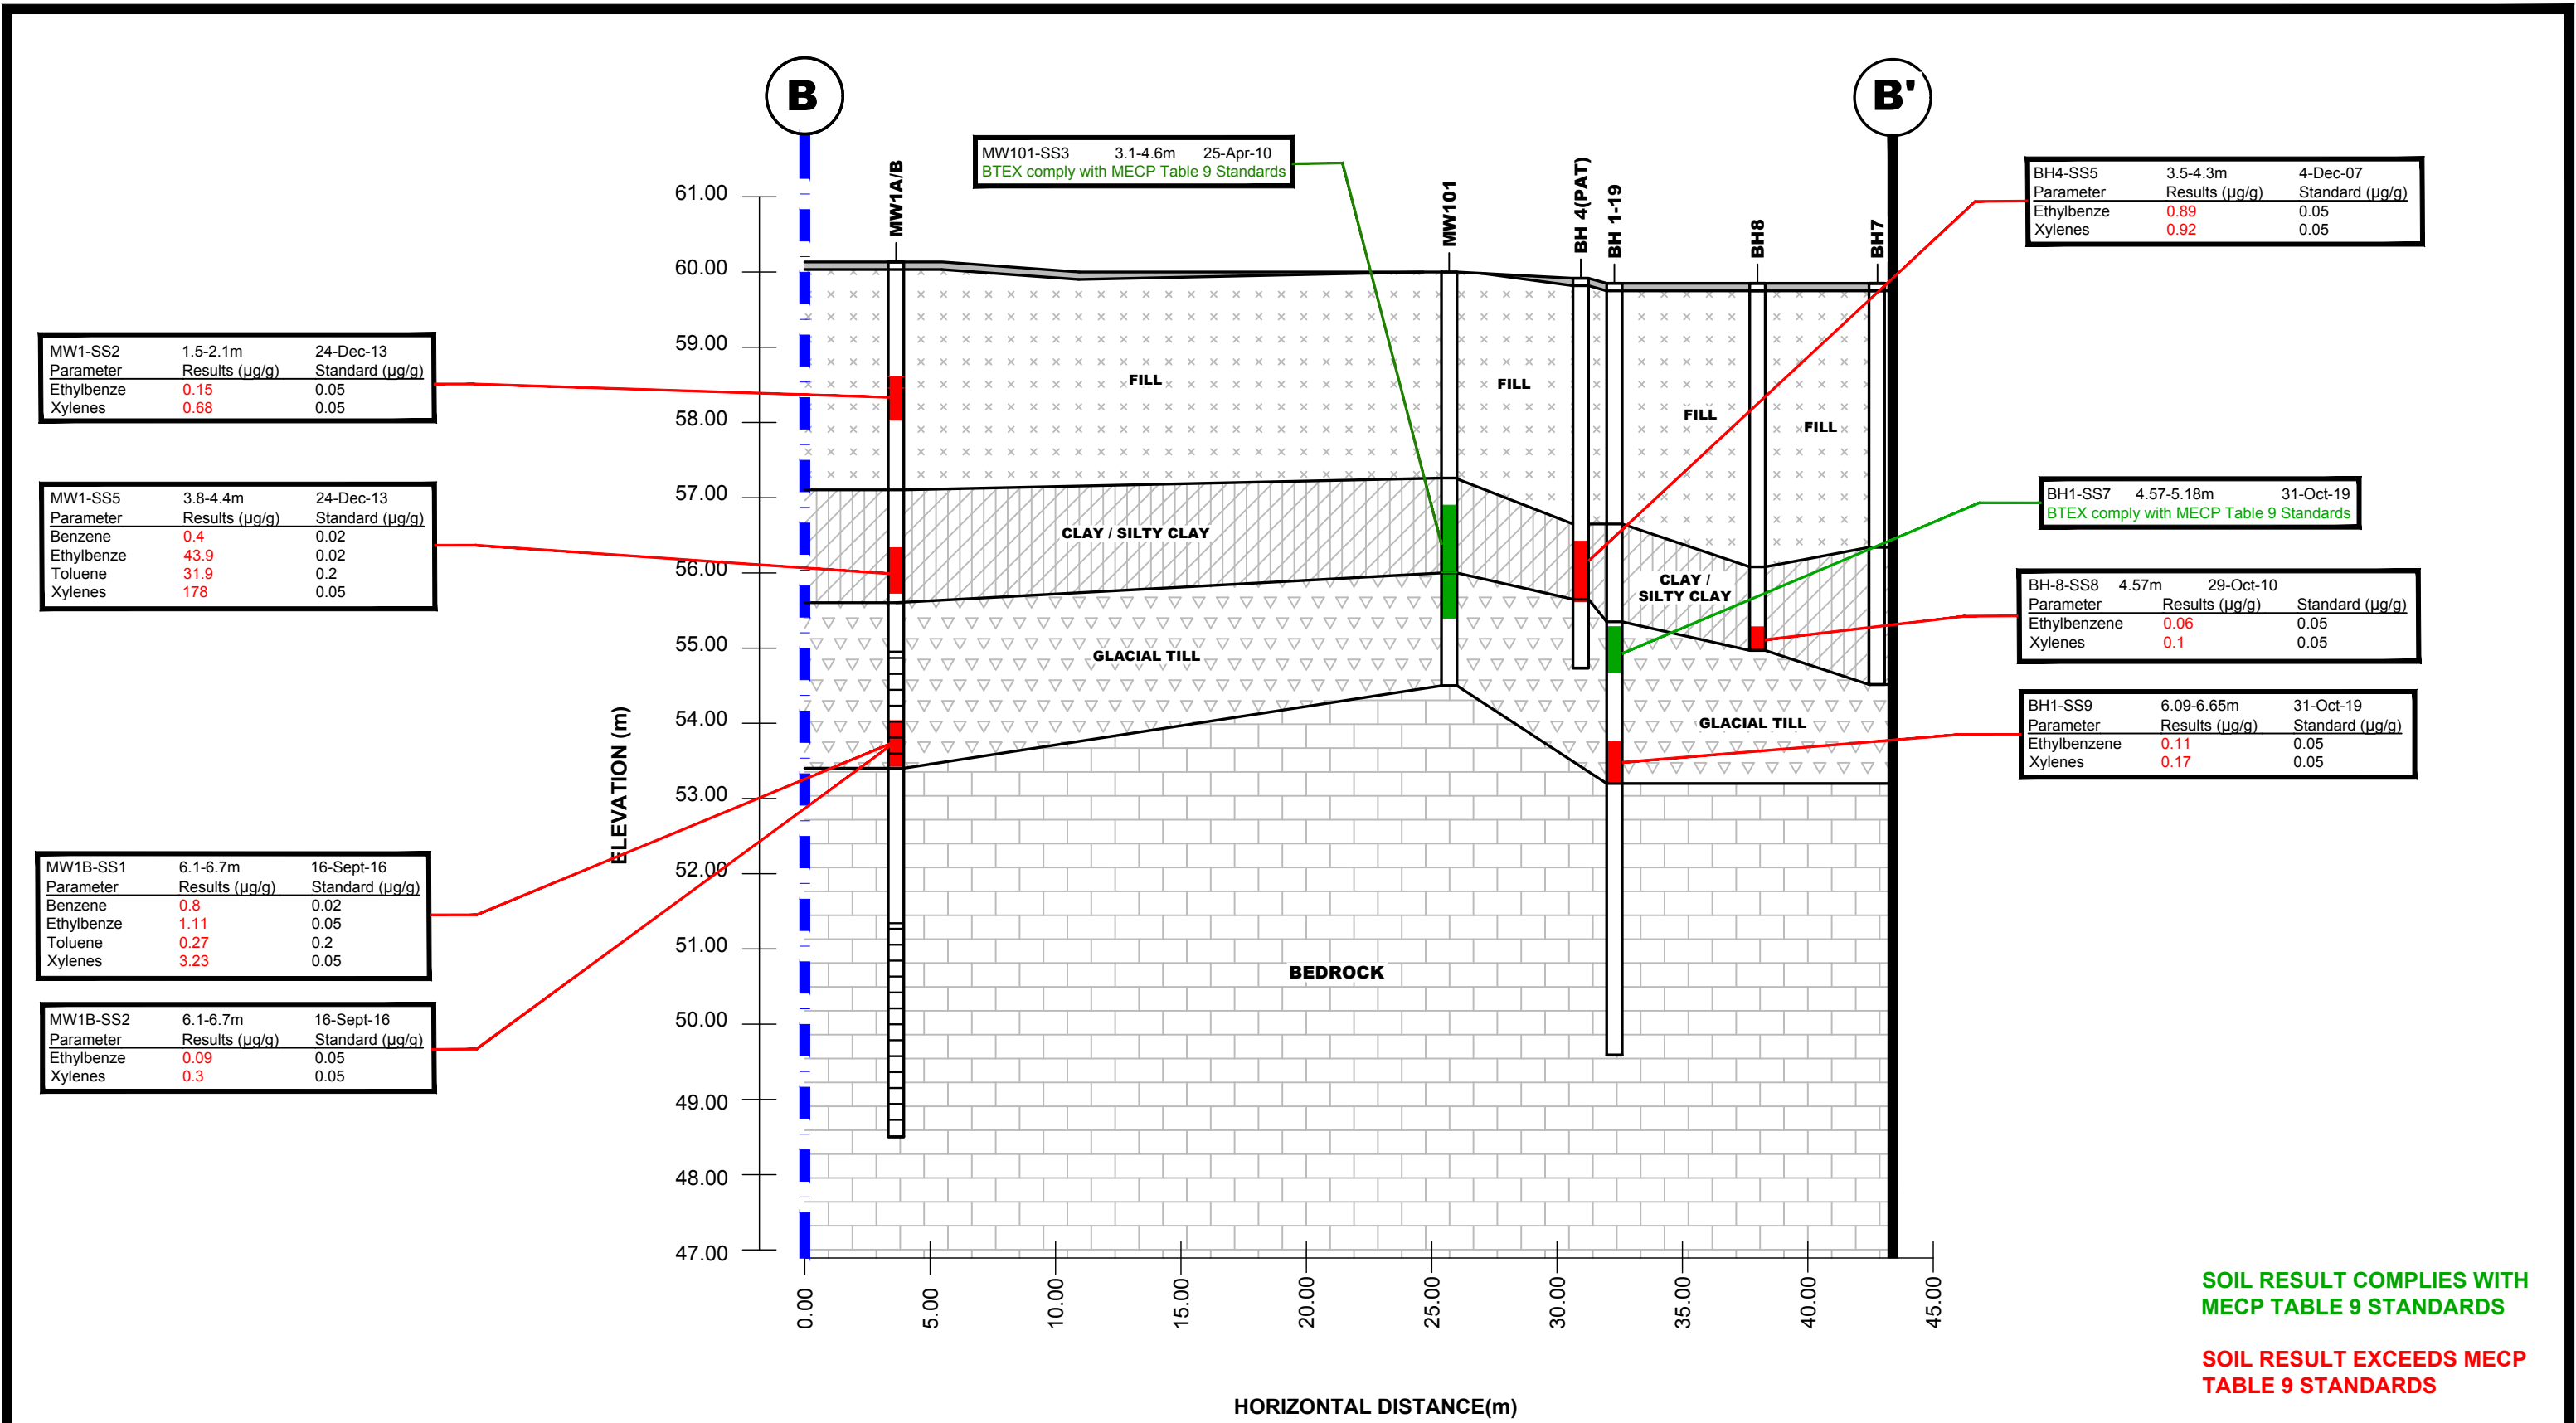 B
B'
MW1A/B
MW101
BH 4(PAT)
BH 1-19
BH8
BH7
MW101-SS3 3.1-4.6m 25-Apr-10
BTEX comply with MECP Table 9 Standards
BH4-SS5 3.5-4.3m 4-Dec-07
Parameter Results (µg/g) Standard (µg/g)
Ethylbenze 0.89 0.05
Xylenes 0.92 0.05
MW1-SS2 1.5-2.1m 24-Dec-13
Parameter Results (µg/g) Standard (µg/g)
Ethylbenze 0.15 0.05
Xylenes 0.68 0.05
MW1-SS5 3.8-4.4m 24-Dec-13
Parameter Results (µg/g) Standard (µg/g)
Benzene 0.4 0.02
Ethylbenze 43.9 0.02
Toluene 31.9 0.2
Xylenes 178 0.05
MW1B-SS1 6.1-6.7m 16-Sept-16
Parameter Results (µg/g) Standard (µg/g)
Benzene 0.8 0.02
Ethylbenze 1.11 0.05
Toluene 0.27 0.2
Xylenes 3.23 0.05
MW1B-SS2 6.1-6.7m 16-Sept-16
Parameter Results (µg/g) Standard (µg/g)
Ethylbenze 0.09 0.05
Xylenes 0.3 0.05
BH1-SS7 4.57-5.18m 31-Oct-19
BTEX comply with MECP Table 9 Standards
BH-8-SS8 4.57m 29-Oct-10
Parameter Results (µg/g) Standard (µg/g)
Ethylbenzene 0.06 0.05
Xylenes 0.1 0.05
BH1-SS9 6.09-6.65m 31-Oct-19
Parameter Results (µg/g) Standard (µg/g)
Ethylbenzene 0.11 0.05
Xylenes 0.17 0.05
ELEVATION (m)
61.00
60.00
59.00
58.00
57.00
56.00
55.00
54.00
53.00
52.00
51.00
50.00
49.00
48.00
47.00
FILL
FILL
FILL
FILL
CLAY / SILTY CLAY
CLAY /
SILTY CLAY
GLACIAL TILL
GLACIAL TILL
BEDROCK
0.00
5.00
10.00
15.00
20.00
25.00
30.00
35.00
40.00
45.00
HORIZONTAL DISTANCE(m)
SOIL RESULT COMPLIES WITH
MECP TABLE 9 STANDARDS
SOIL RESULT EXCEEDS MECP
TABLE 9 STANDARDS